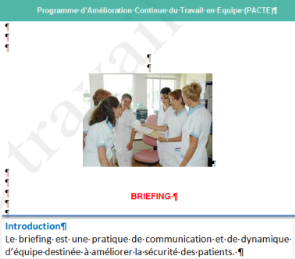 Programme d'Amélioration Continue du Travail en Equipe (PACTE)¶
¶
¶
¶
¶
¶
travai
¶
¶
¶
BRIEFING ¶
¶
¶
Introduction¶
Le briefing est une pratique de communication et de dynamique
d'équipe destinée à améliorer la sécurité des patients. ¶